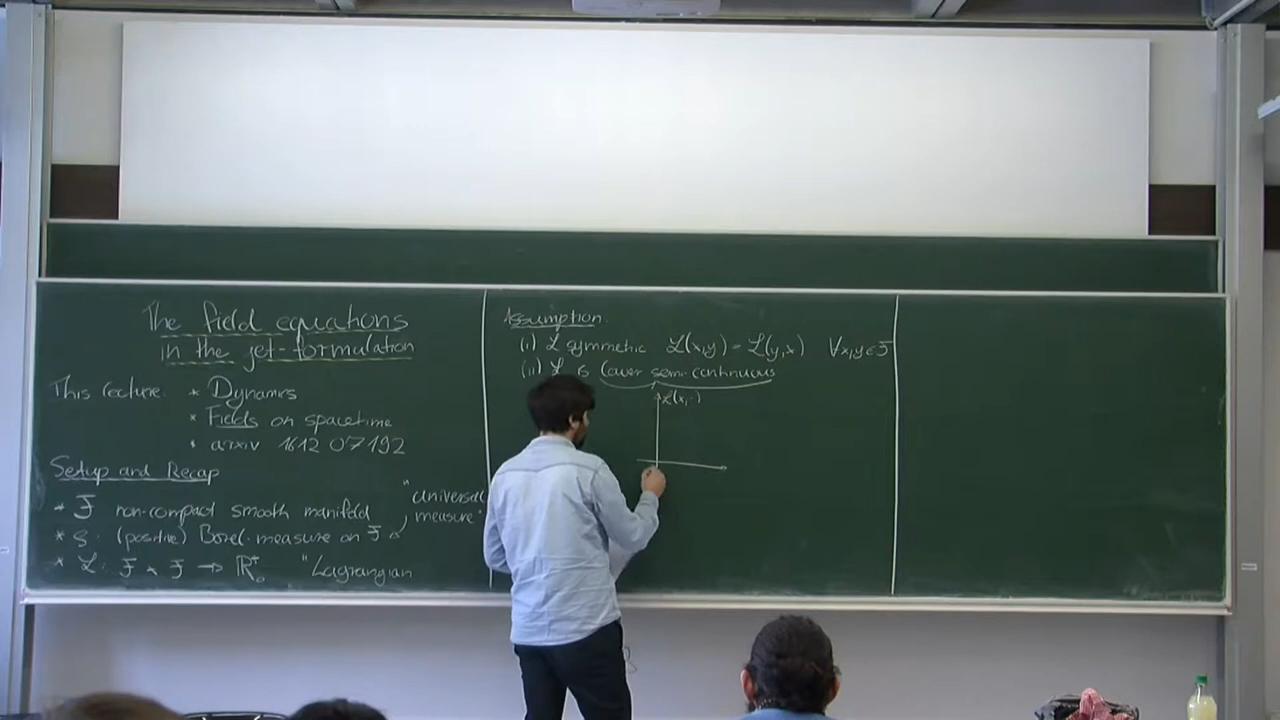 The field equations
in the jet-formulation
This lecture: * Dynamics
* Fields on spacetime
* arxiv 1612.07192
Setup and Recap
* F non-compact smooth manifold
* ρ: (positive) Borel-measure on F "universal measure"
* L: F × F → ℝ₀⁺ "Lagrangian
Assumption
(i) L symmetric L(x,y) = L(y,x) ∀x,y∈F
(ii) L is lower semi-continuous
L(x,·)